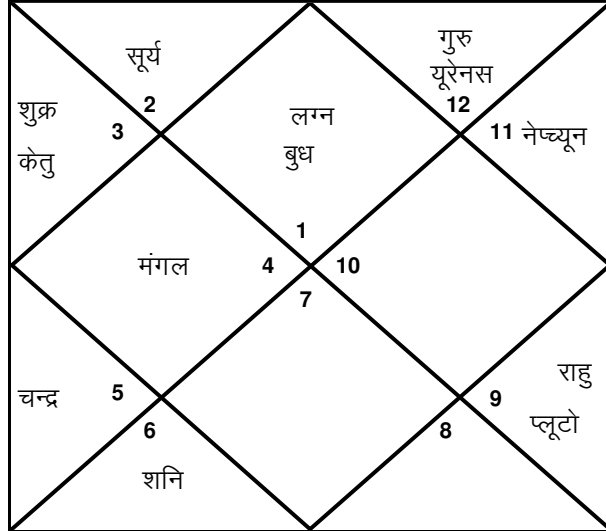 सूर्य
गुरु
यूरेनस
शुक्र
2
12
3
लग्न
11 नेप्च्यून
केतु
बुध
1
मंगल
4
10
7
राहु
चन्द्र
5
9
प्लूटो
6
8
शनि